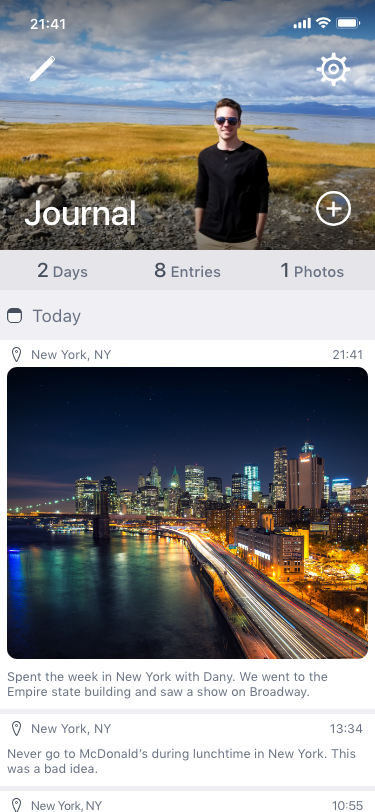 21:41
Journal
2 Days 8 Entries 1 Photos
Today
New York, NY 21:41
Spent the week in New York with Dany. We went to the
Empire state building and saw a show on Broadway.
New York, NY 13:34
Never go to McDonald's during lunchtime in New York. This
was a bad idea.
New York, NY 10:55